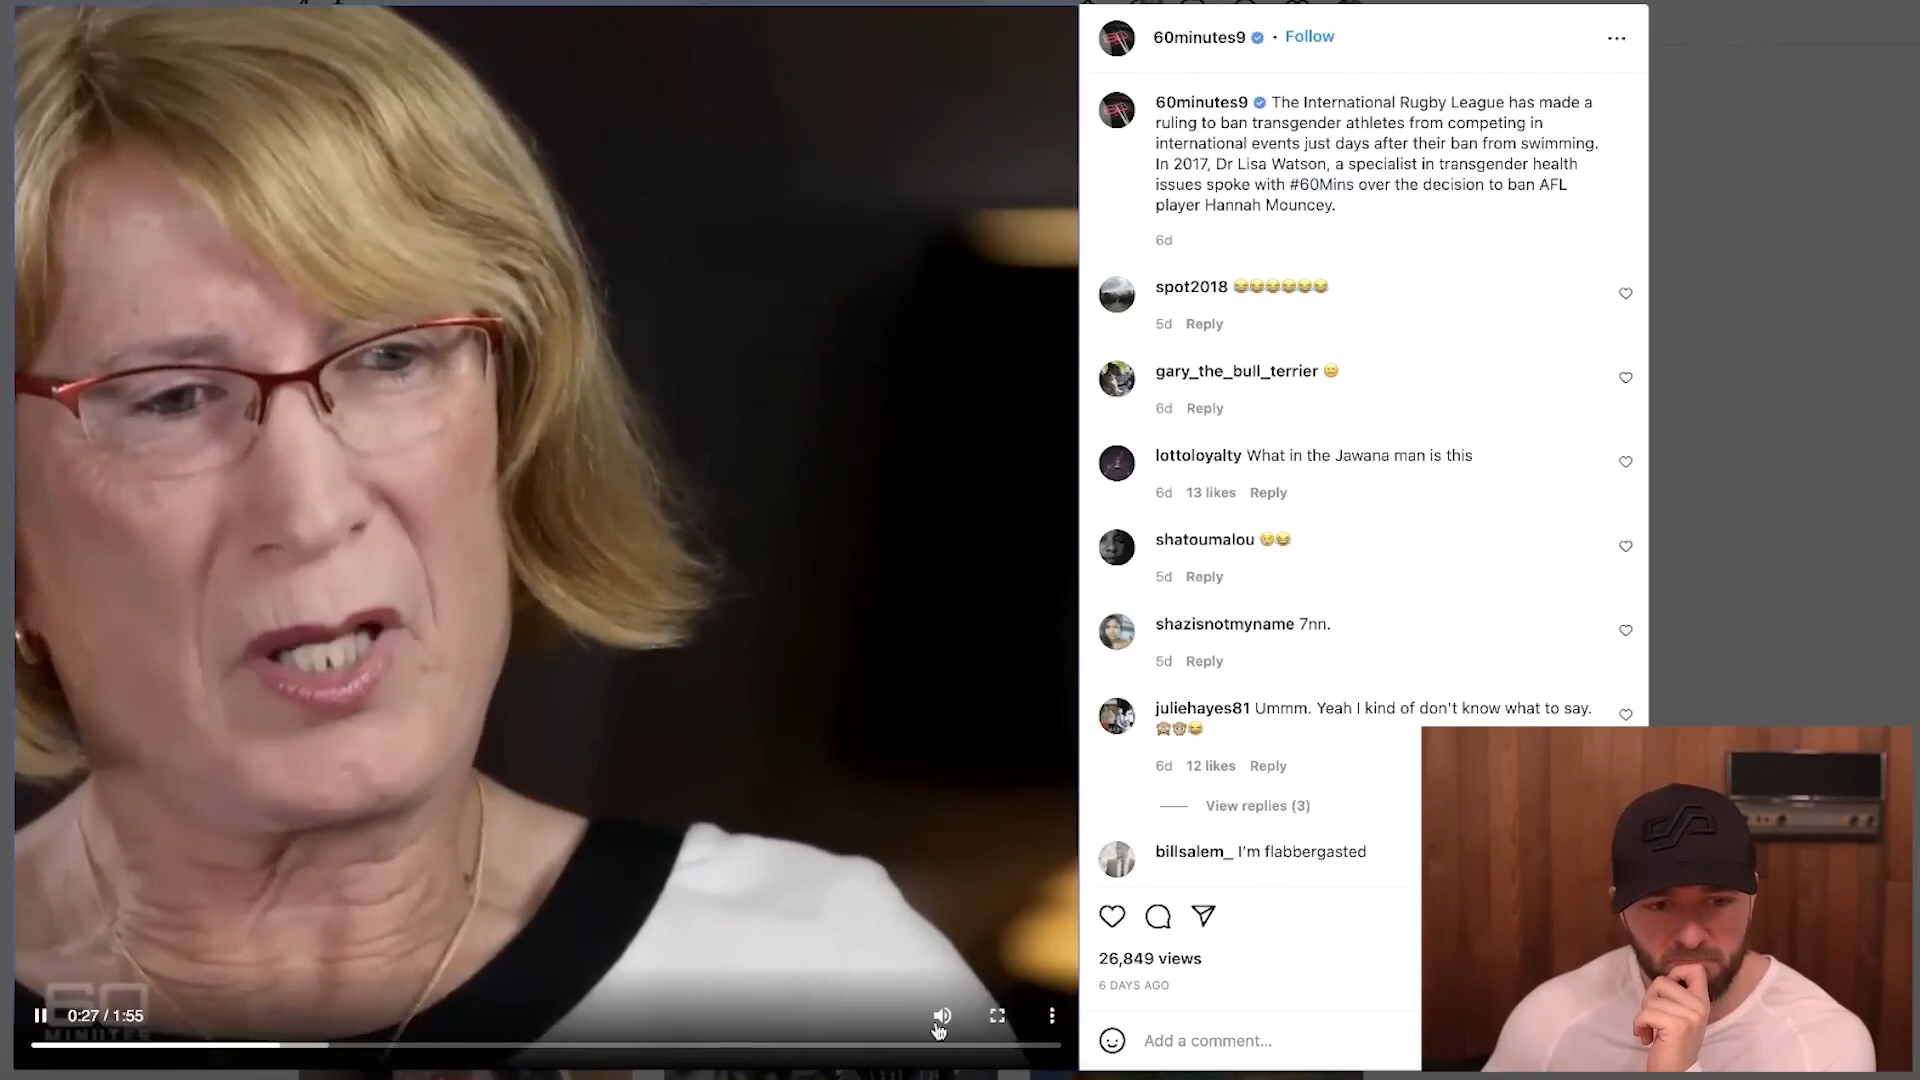 60minutes9 • Follow
60minutes9 The International Rugby League has made a
ruling to ban transgender athletes from competing in
international events just days after their ban from swimming.
In 2017, Dr Lisa Watson, a specialist in transgender health
issues spoke with #60Mins over the decision to ban AFL
player Hannah Mouncey.
6d
spot2018 😂😂😂😂😂😂
5d Reply
gary_the_bull_terrier 😀
6d Reply
lottoloyalty What in the Jawana man is this
6d 13 likes Reply
shatoumalou 😢😂
5d Reply
shazisnotmyname 7nn.
5d Reply
juliehayes81 Ummm. Yeah I kind of don't know what to say.
🙈🙊😂
6d 12 likes Reply
View replies (3)
billsalem_ I'm flabbergasted
26,849 views
6 DAYS AGO
Add a comment...
60
MINUTES
0:27 / 1:55